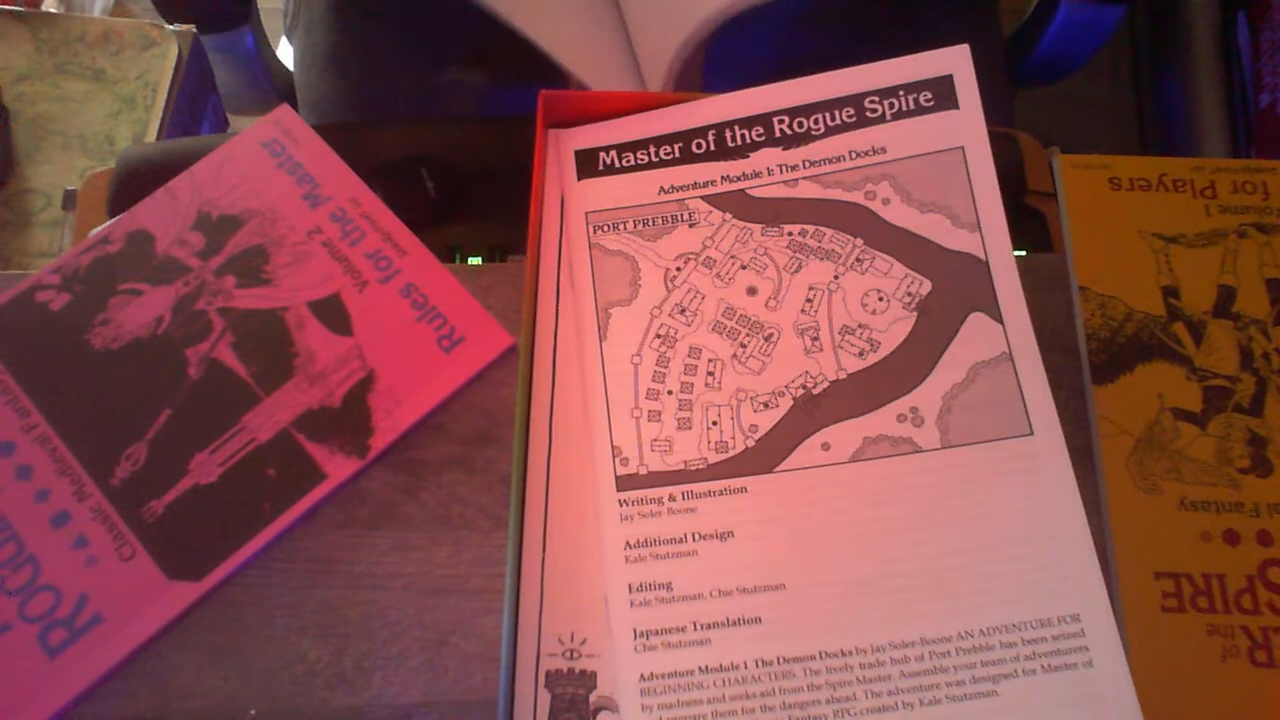 Rules for the Master
Volume 2
Classic Medieval Fantasy
ROGUE
Master of the Rogue Spire
Adventure Module 1: The Demon Docks
PORT PREBBLE
Writing & Illustration
Jay Soler-Boone
Additional Design
Kale Stutzman
Editing
Kale Stutzman, Chie Stutzman
Japanese Translation
Chie Stutzman
Adventure Module 1 The Demon Docks by Jay Soler-Boone AN ADVENTURE FOR
BEGINNING CHARACTERS. The lively trade hub of Port Prebble has been seized
by madness and seeks aid from the Spire Master. Assemble your team of adventurers
and prepare them for the dangers ahead. The adventure was designed for Master of
Fantasy RPG created by Kale Stutzman.
for Players
Volume 1
al Fantasy
SPIRE
ER of
the